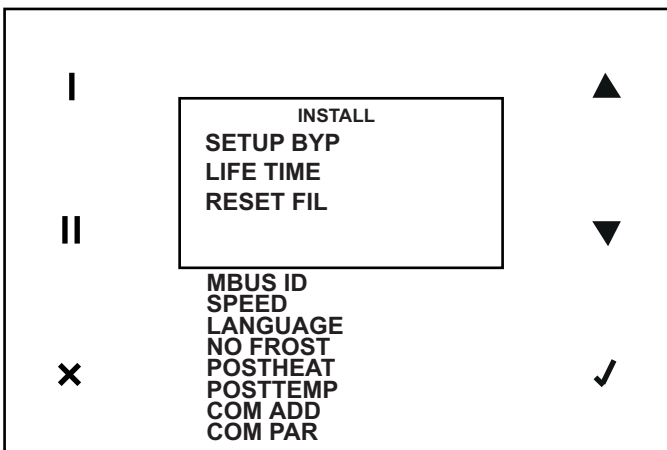 I
INSTALL
SETUP BYP
LIFE TIME
RESET FIL
II
MBUS ID
SPEED
LANGUAGE
NO FROST
POSTHEAT
POSTTEMP
COM ADD
COM PAR